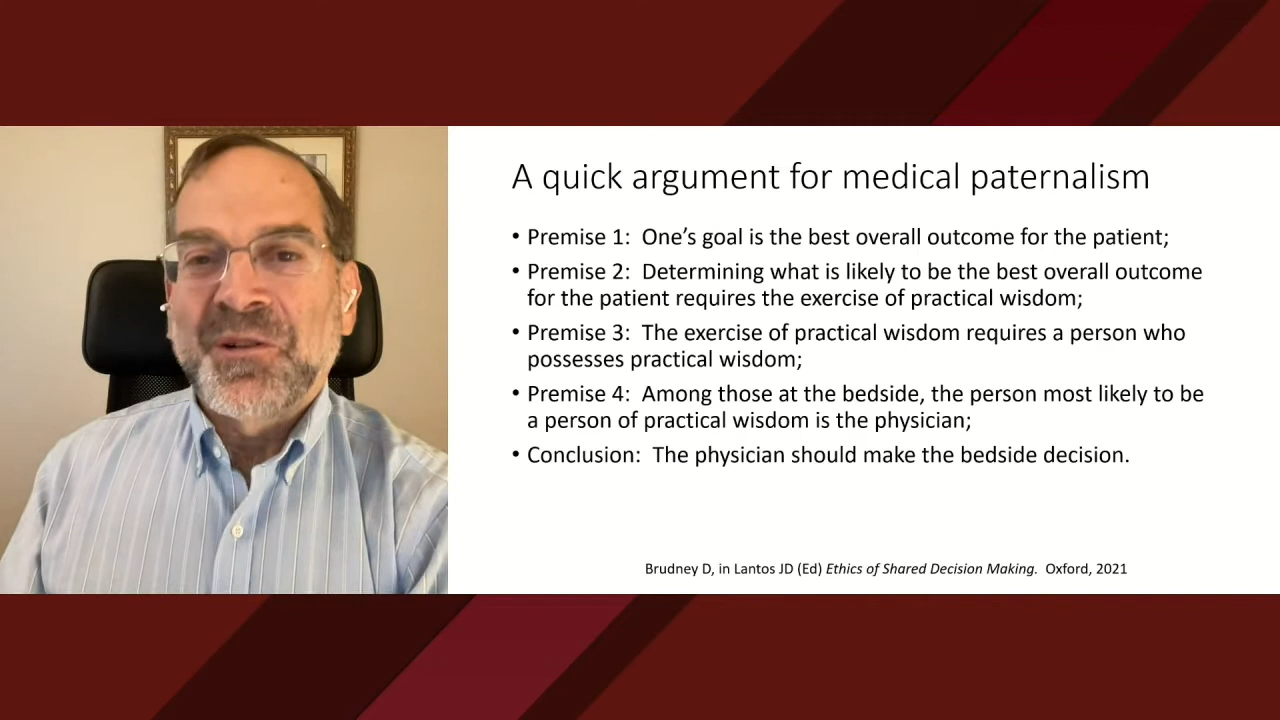 A quick argument for medical paternalism
• Premise 1: One's goal is the best overall outcome for the patient;
• Premise 2: Determining what is likely to be the best overall outcome
for the patient requires the exercise of practical wisdom;
• Premise 3: The exercise of practical wisdom requires a person who
possesses practical wisdom;
• Premise 4: Among those at the bedside, the person most likely to be
a person of practical wisdom is the physician;
• Conclusion: The physician should make the bedside decision.
Brudney D, in Lantos JD (Ed) Ethics of Shared Decision Making. Oxford, 2021